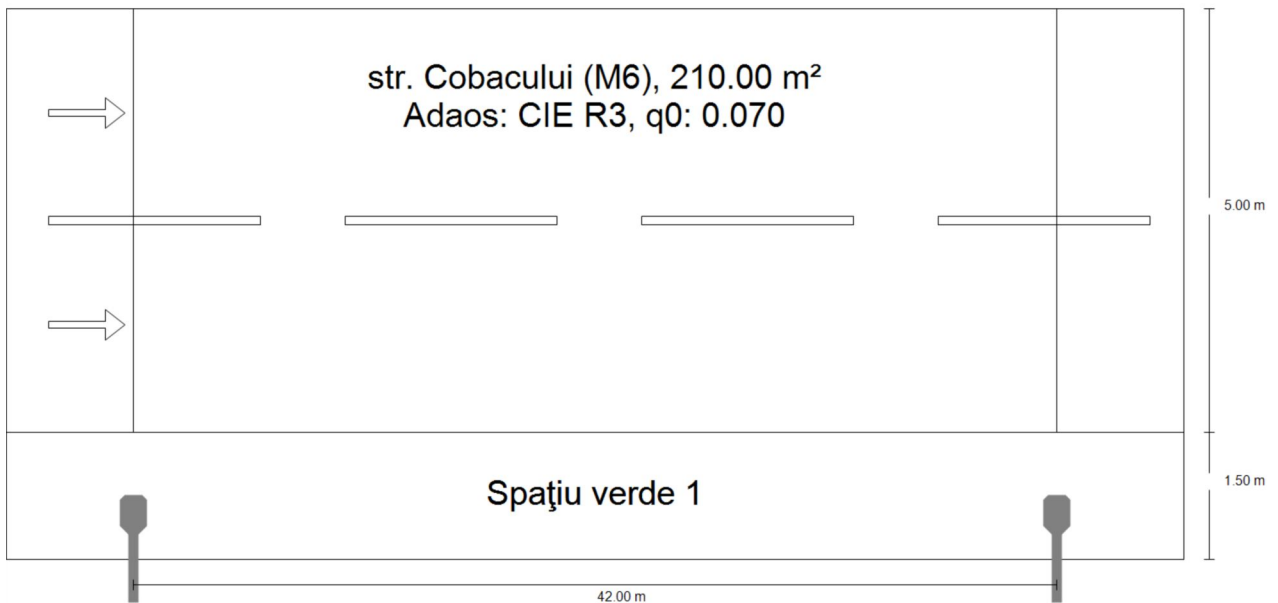 str. Cobacului (M6), 210.00 m²
Adaos: CIE R3, q0: 0.070
5.00 m
Spaţiu verde 1
1.50 m
42.00 m